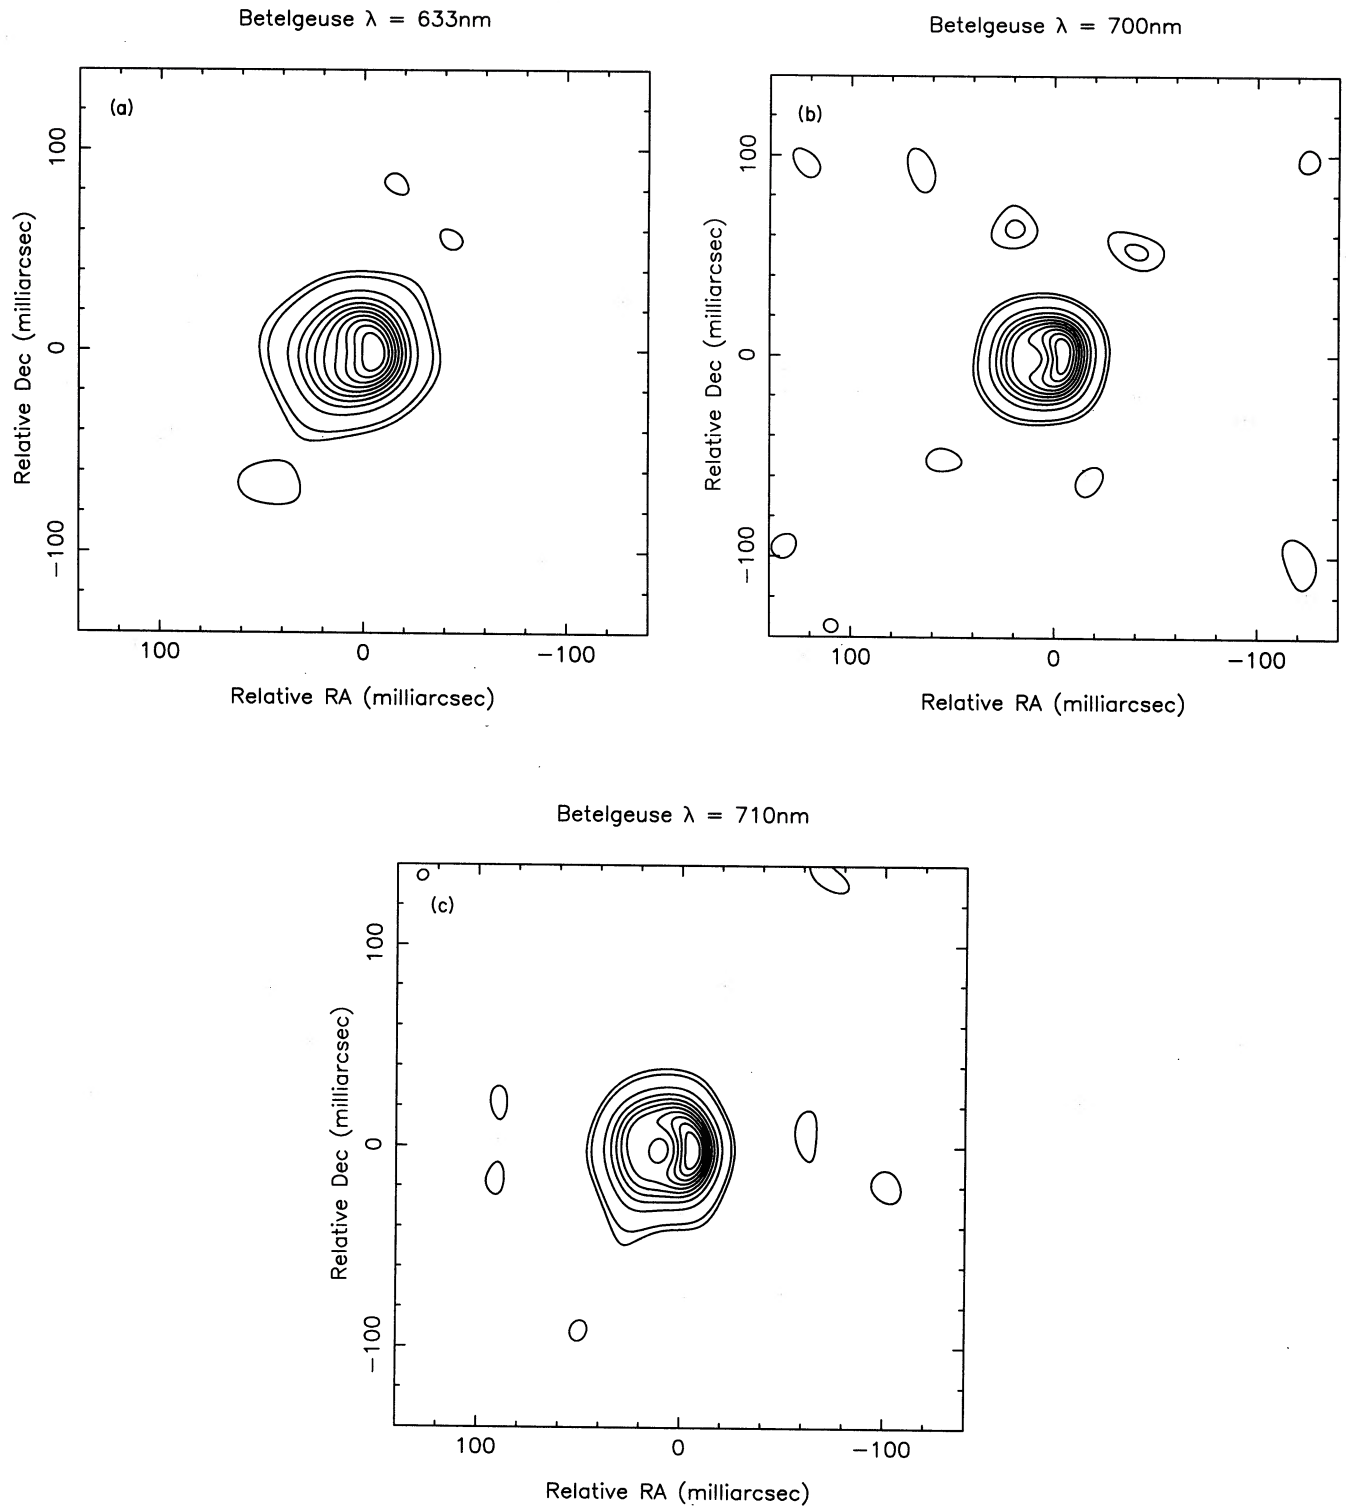 Betelgeuse λ = 633nm
(a)
100
0
−100
Relative Dec (milliarcsec)
100 0 −100
Relative RA (milliarcsec)
Betelgeuse λ = 700nm
(b)
100
0
−100
Relative Dec (milliarcsec)
100 0 −100
Relative RA (milliarcsec)
Betelgeuse λ = 710nm
(c)
100
0
−100
Relative Dec (milliarcsec)
100 0 −100
Relative RA (milliarcsec)